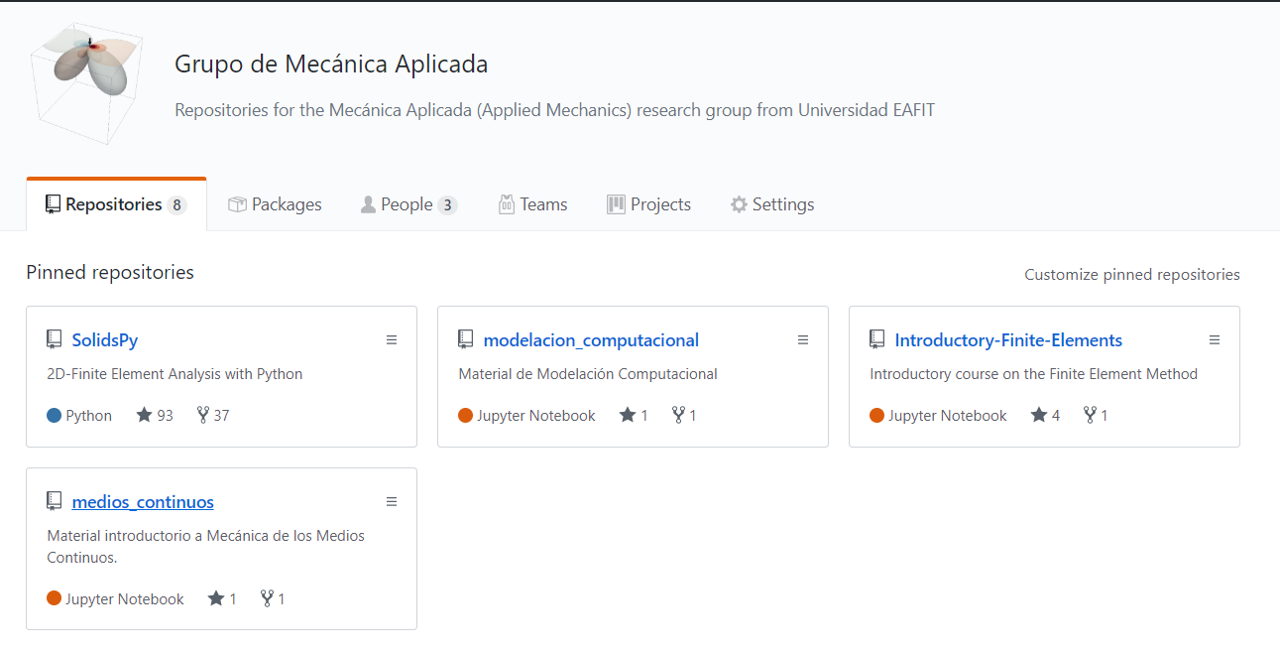 Grupo de Mecánica Aplicada
Repositories for the Mecánica Aplicada (Applied Mechanics) research group from Universidad EAFIT
Repositories 8 Packages People 3 Teams Projects Settings
Pinned repositories Customize pinned repositories
SolidsPy
2D-Finite Element Analysis with Python
Python 93 37
modelacion_computacional
Material de Modelación Computacional
Jupyter Notebook 1 1
Introductory-Finite-Elements
Introductory course on the Finite Element Method
Jupyter Notebook 4 1
medios_continuos
Material introductorio a Mecánica de los Medios
Continuos.
Jupyter Notebook 1 1